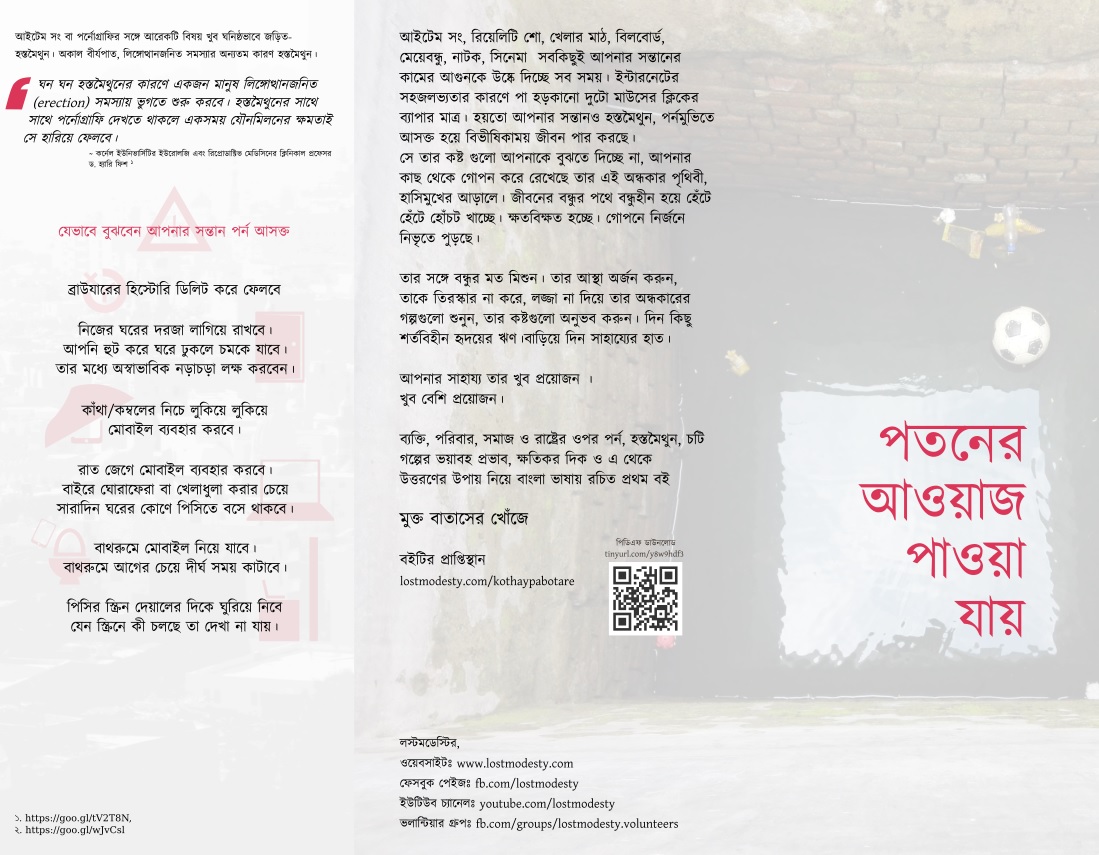 আইটেম সং বা পর্নোগ্রাফির সঙ্গে আরেকটি বিষয় খুব ঘনিষ্ঠভাবে জড়িত-
হস্তমৈথুন। অকাল বীর্যপাত, লিঙ্গোত্থানজনিত সমস্যার অন্যতম কারণ হস্তমৈথুন।
ঘন ঘন হস্তমৈথুনের কারণে একজন মানুষ লিঙ্গোত্থানজনিত
(erection) সমস্যায় ভুগতে শুরু করবে। হস্তমৈথুনের সাথে
সাথে পর্নোগ্রাফি দেখতে থাকলে একসময় যৌনমিলনের ক্ষমতাই
সে হারিয়ে ফেলবে।
~ কর্নেল ইউনিভার্সিটির ইউরোলজি এবং রিপ্রোডাক্টিভ মেডিসিনের ক্লিনিকাল প্রফেসর
ড. হ্যারি ফিশ ১
যেভাবে বুঝবেন আপনার সন্তান পর্ন আসক্ত
ব্রাউযারের হিস্টোরি ডিলিট করে ফেলবে
নিজের ঘরের দরজা লাগিয়ে রাখবে।
আপনি হুট করে ঘরে ঢুকলে চমকে যাবে।
তার মধ্যে অস্বাভাবিক নড়াচড়া লক্ষ করবেন।
কাঁথা/কম্বলের নিচে লুকিয়ে লুকিয়ে
মোবাইল ব্যবহার করবে।
রাত জেগে মোবাইল ব্যবহার করবে।
বাইরে ঘোরাফেরা বা খেলাধুলা করার চেয়ে
সারাদিন ঘরের কোণে পিসিতে বসে থাকবে।
বাথরুমে মোবাইল নিয়ে যাবে।
বাথরুমে আগের চেয়ে দীর্ঘ সময় কাটাবে।
পিসির স্ক্রিন দেয়ালের দিকে ঘুরিয়ে নিবে
যেন স্ক্রিনে কী চলছে তা দেখা না যায়।
১. https://goo.gl/tV2T8N,
২. https://goo.gl/wJvCsl
আইটেম সং, রিয়েলিটি শো, খেলার মাঠ, বিলবোর্ড,
মেয়েবন্ধু, নাটক, সিনেমা সবকিছুই আপনার সন্তানের
কামের আগুনকে উস্কে দিচ্ছে সব সময়। ইন্টারনেটের
সহজলভ্যতার কারণে পা হড়কানো দুটো মাউসের ক্লিকের
ব্যাপার মাত্র। হয়তো আপনার সন্তানও হস্তমৈথুন, পর্নমুভিতে
আসক্ত হয়ে বিভীষিকাময় জীবন পার করছে।
সে তার কষ্ট গুলো আপনাকে বুঝতে দিচ্ছে না, আপনার
কাছ থেকে গোপন করে রেখেছে তার এই অন্ধকার পৃথিবী,
হাসিমুখের আড়ালে। জীবনের বন্ধুর পথে বন্ধুহীন হয়ে হেঁটে
হেঁটে হোঁচট খাচ্ছে। ক্ষতবিক্ষত হচ্ছে। গোপনে নির্জনে
নিভৃতে পুড়ছে।
তার সঙ্গে বন্ধুর মত মিশুন। তার আস্থা অর্জন করুন,
তাকে তিরস্কার না করে, লজ্জা না দিয়ে তার অন্ধকারের
গল্পগুলো শুনুন, তার কষ্টগুলো অনুভব করুন। দিন কিছু
শর্তবিহীন হৃদয়ের ঋণ।বাড়িয়ে দিন সাহায্যের হাত।
আপনার সাহায্য তার খুব প্রয়োজন ।
খুব বেশি প্রয়োজন।
ব্যক্তি, পরিবার, সমাজ ও রাষ্ট্রের ওপর পর্ন, হস্তমৈথুন, চটি
গল্পের ভয়াবহ প্রভাব, ক্ষতিকর দিক ও এ থেকে
উত্তরণের উপায় নিয়ে বাংলা ভাষায় রচিত প্রথম বই
মুক্ত বাতাসের খোঁজে
বইটির প্রাপ্তিস্থান
lostmodesty.com/kothaypabotare
পিডিএফ ডাউনলোড
tinyurl.com/y8w9hdf3
লস্টমডেস্টির,
ওয়েবসাইটঃ www.lostmodesty.com
ফেসবুক পেইজঃ fb.com/lostmodesty
ইউটিউব চ্যানেলঃ youtube.com/lostmodesty
ভলান্টিয়ার গ্রুপঃ fb.com/groups/lostmodesty.volunteers
পতনের
আওয়াজ
পাওয়া
যায়